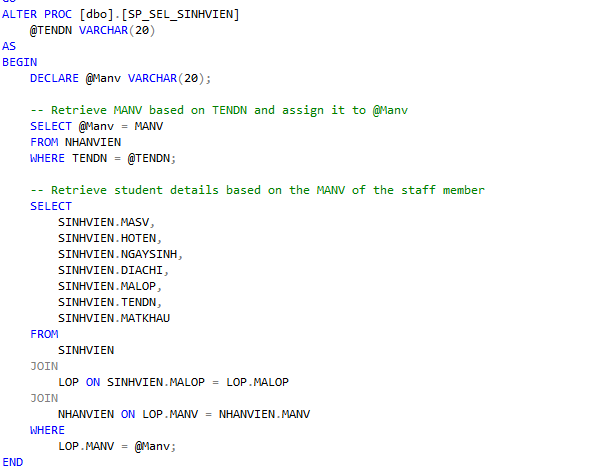 GO
ALTER PROC [dbo].[SP_SEL_SINHVIEN]
@TENDN VARCHAR(20)
AS
BEGIN
DECLARE @Manv VARCHAR(20);
-- Retrieve MANV based on TENDN and assign it to @Manv
SELECT @Manv = MANV
FROM NHANVIEN
WHERE TENDN = @TENDN;
-- Retrieve student details based on the MANV of the staff member
SELECT
SINHVIEN.MASV,
SINHVIEN.HOTEN,
SINHVIEN.NGAYSINH,
SINHVIEN.DIACHI,
SINHVIEN.MALOP,
SINHVIEN.TENDN,
SINHVIEN.MATKHAU
FROM
SINHVIEN
JOIN
LOP ON SINHVIEN.MALOP = LOP.MALOP
JOIN
NHANVIEN ON LOP.MANV = NHANVIEN.MANV
WHERE
LOP.MANV = @Manv;
END